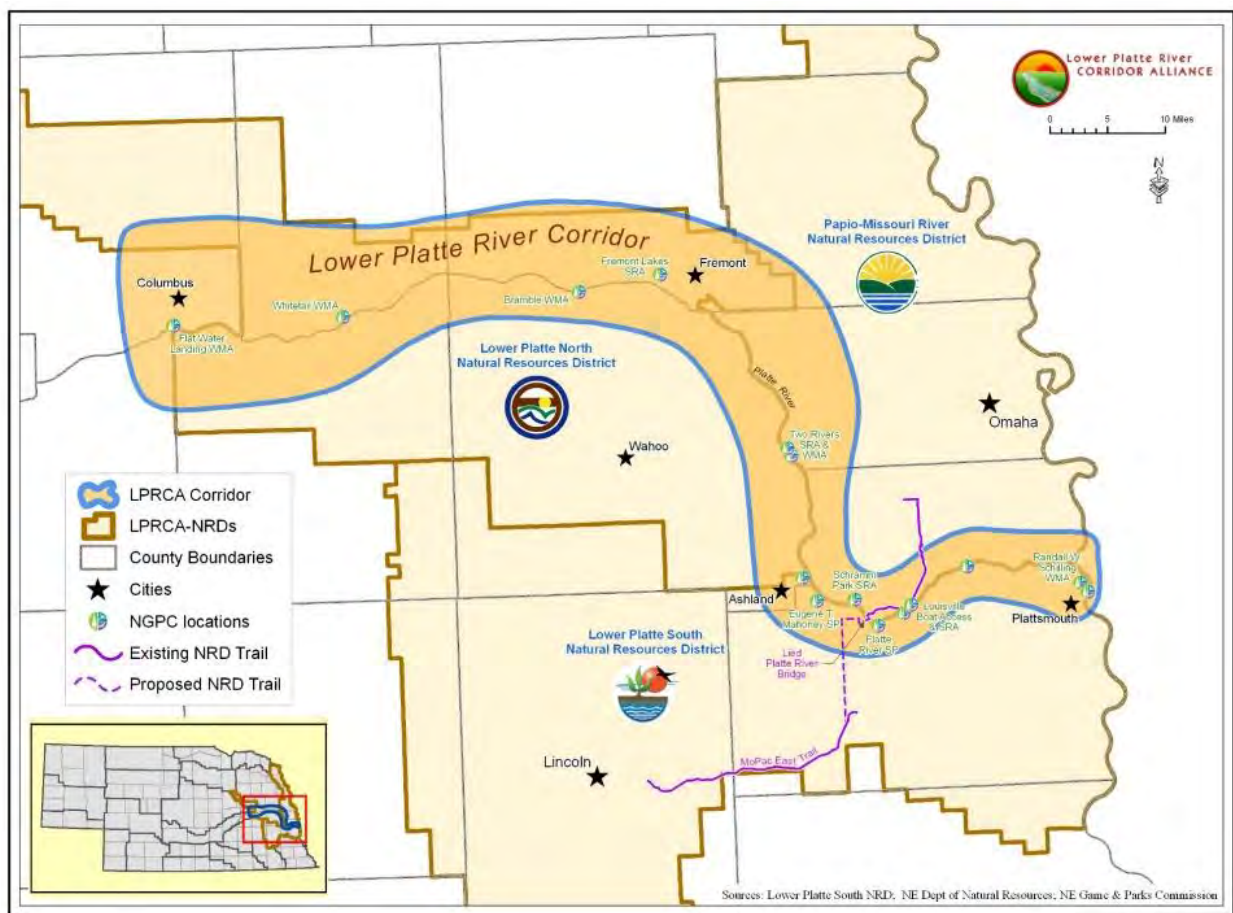 Lower Platte River
CORRIDOR ALLIANCE
0 5 10 Miles
N
Lower Platte River Corridor
Papio-Missouri River
Natural Resources District
Fremont Lakes
SRA
Fremont
Columbus
Whitetail WMA
Bramble WMA
Flat Water
Landing WMA
Lower Platte North
Natural Resources District
Platte River
Omaha
Two Rivers
SRA &
WMA
Wahoo
LPRCA Corridor
LPRCA-NRDs
County Boundaries
Cities
NGPC locations
Existing NRD Trail
Proposed NRD Trail
Randall W.
Schilling
WMA
Schramm
Park SRA
Ashland
Eugene T.
Mahoney SP
Louisville
Boat Access
& SRA
Plattsmouth
Platte
River SP
Lower Platte South
Natural Resources District
Lied
Platte River
Bridge
Lincoln
MoPac East Trail
Sources: Lower Platte South NRD; NE Dept of Natural Resources; NE Game & Parks Commission